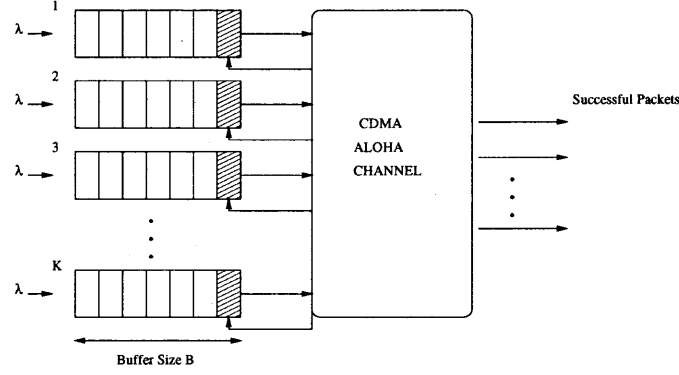 1
λ
2
λ
3
λ
K
λ
CDMA
ALOHA
CHANNEL
Successful Packets
Buffer Size B